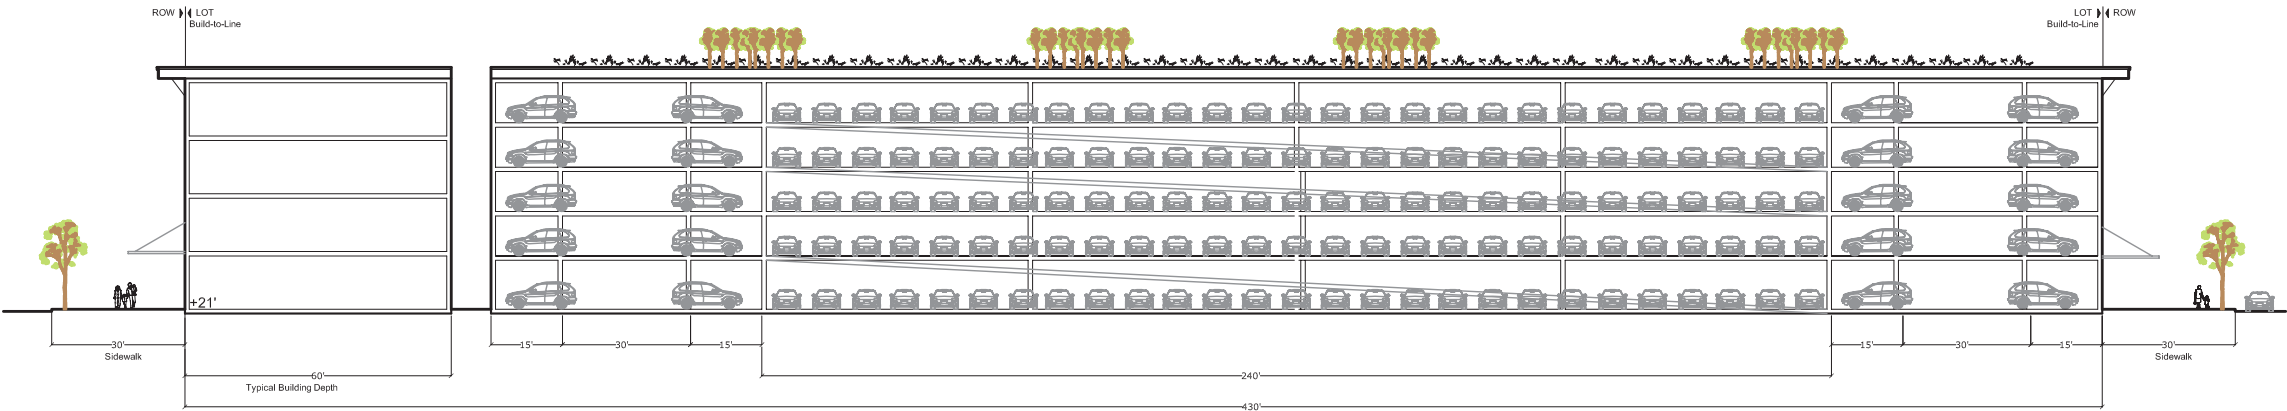 ROW LOT
Build-to-Line
LOT ROW
Build-to-Line
+21'
30'
Sidewalk
15'
30'
15'
15'
30'
15'
30'
Sidewalk
60'
Typical Building Depth
240'
430'